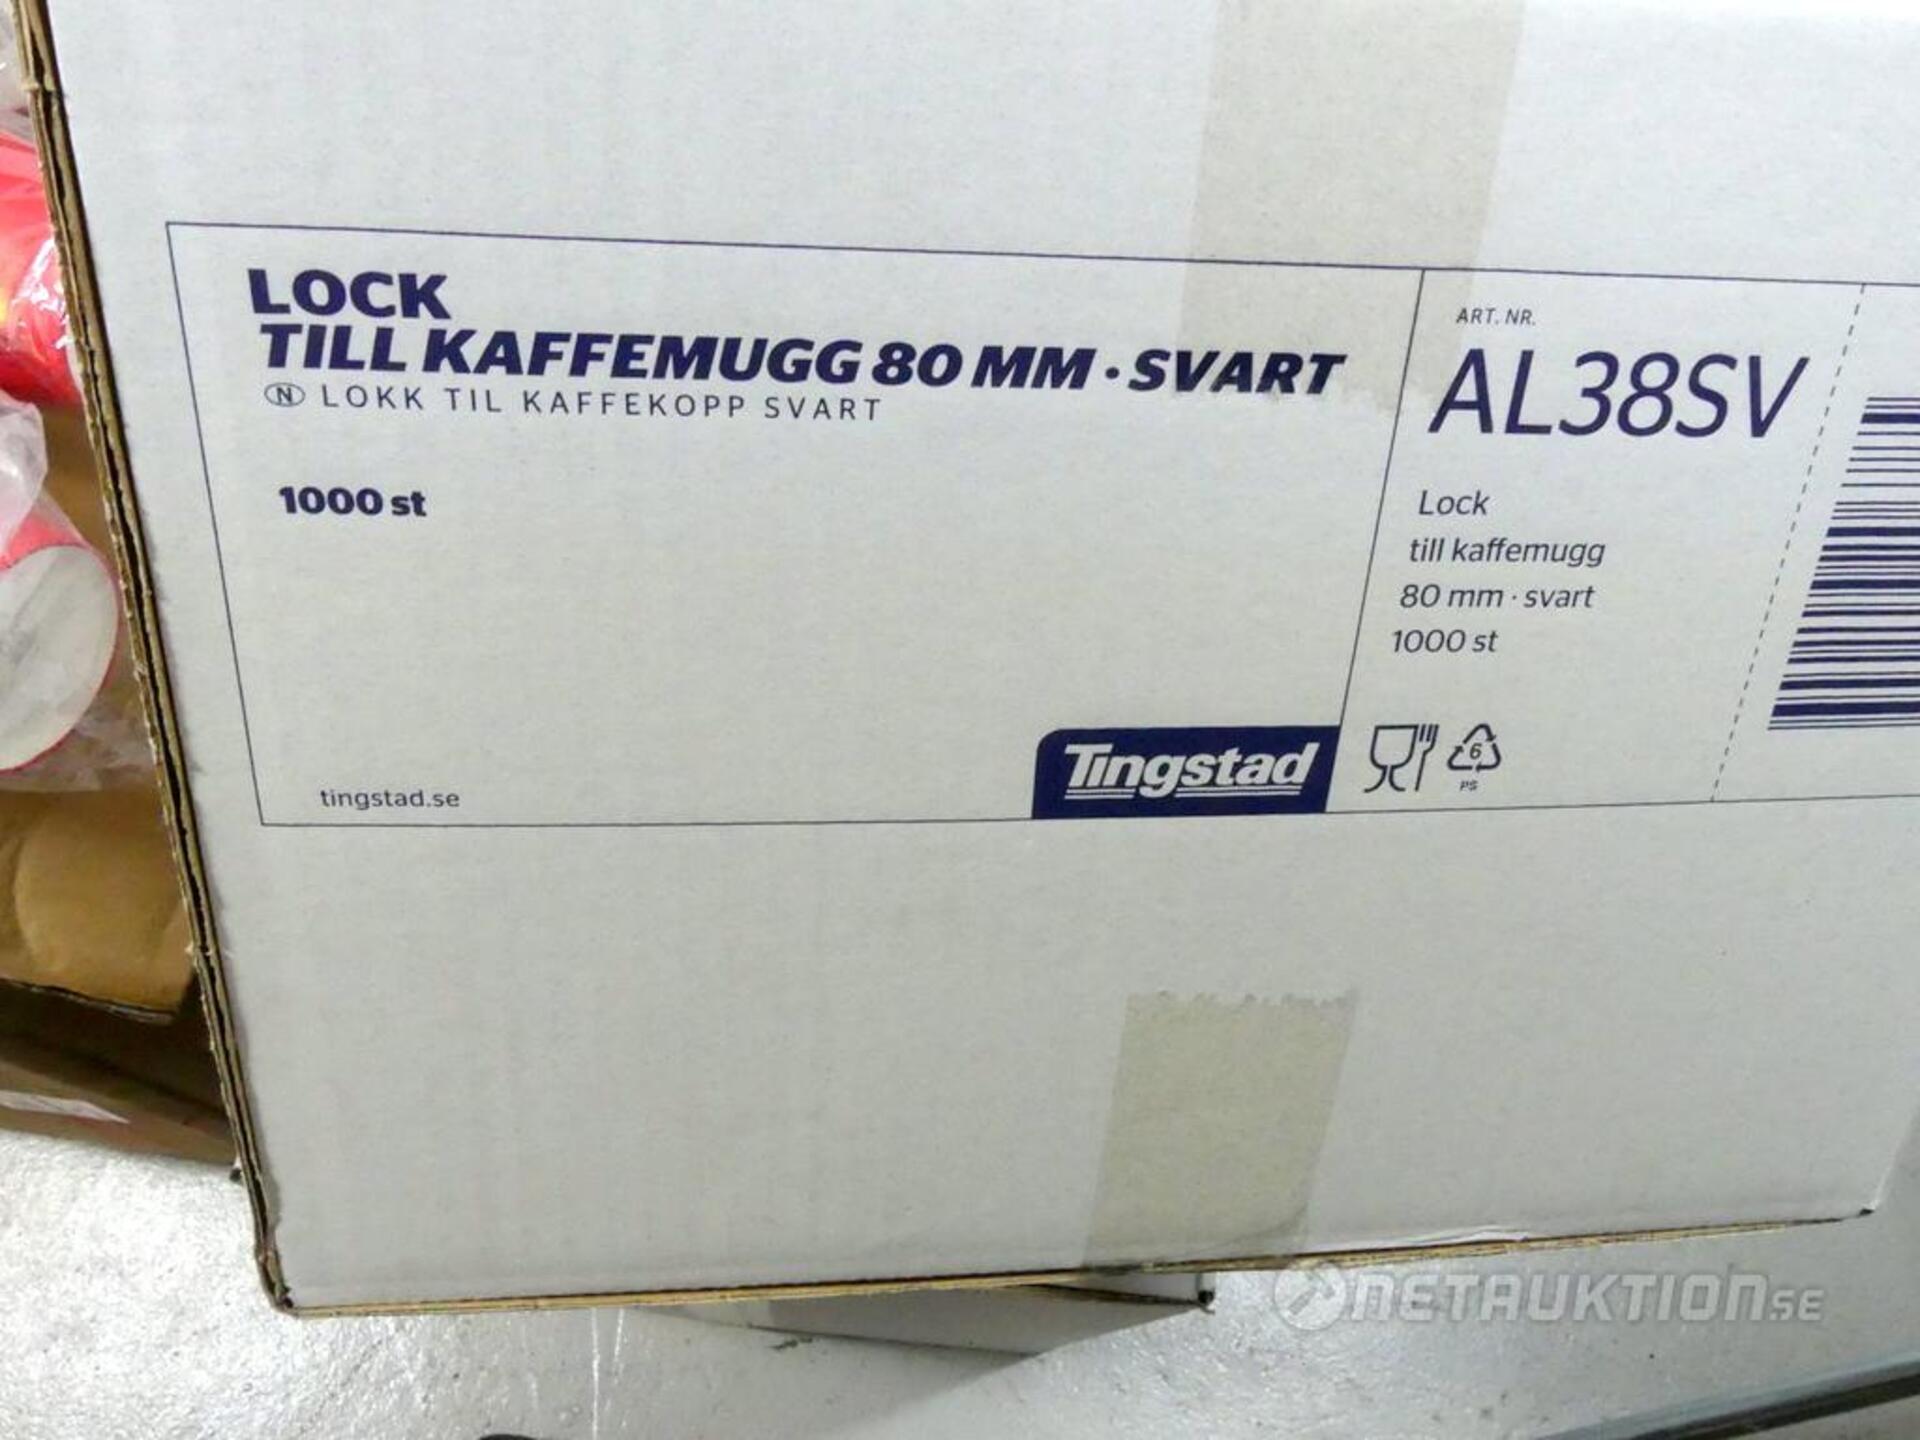 LOCK
TILL KAFFEMUGG 80 MM · SVART
N LOKK TIL KAFFEKOPP SVART
1000 st
tingstad.se
Tingstad
ART. NR.
AL38SV
Lock
till kaffemugg
80 mm · svart
1000 st
6
PS
NETAUKTION.SE